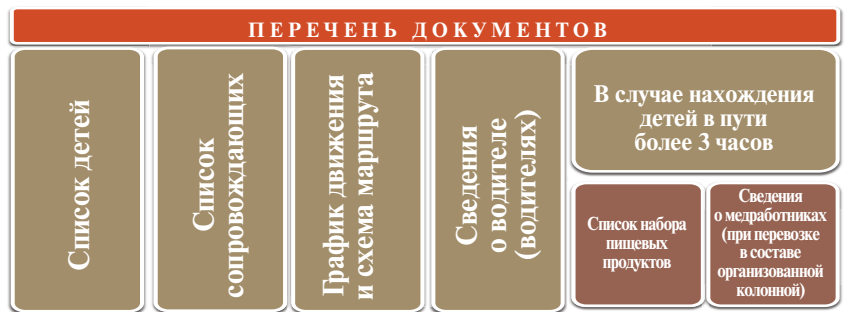 ПЕРЕЧЕНЬ ДОКУМЕНТОВ
Список детей
Список
сопровождающих
График движения
и схема маршрута
Сведения
о водителе
(водителях)
В случае нахождения
детей в пути
более 3 часов
Список набора
пищевых
продуктов
Сведения
о медработниках
(при перевозке
в составе
организованной
колонной)